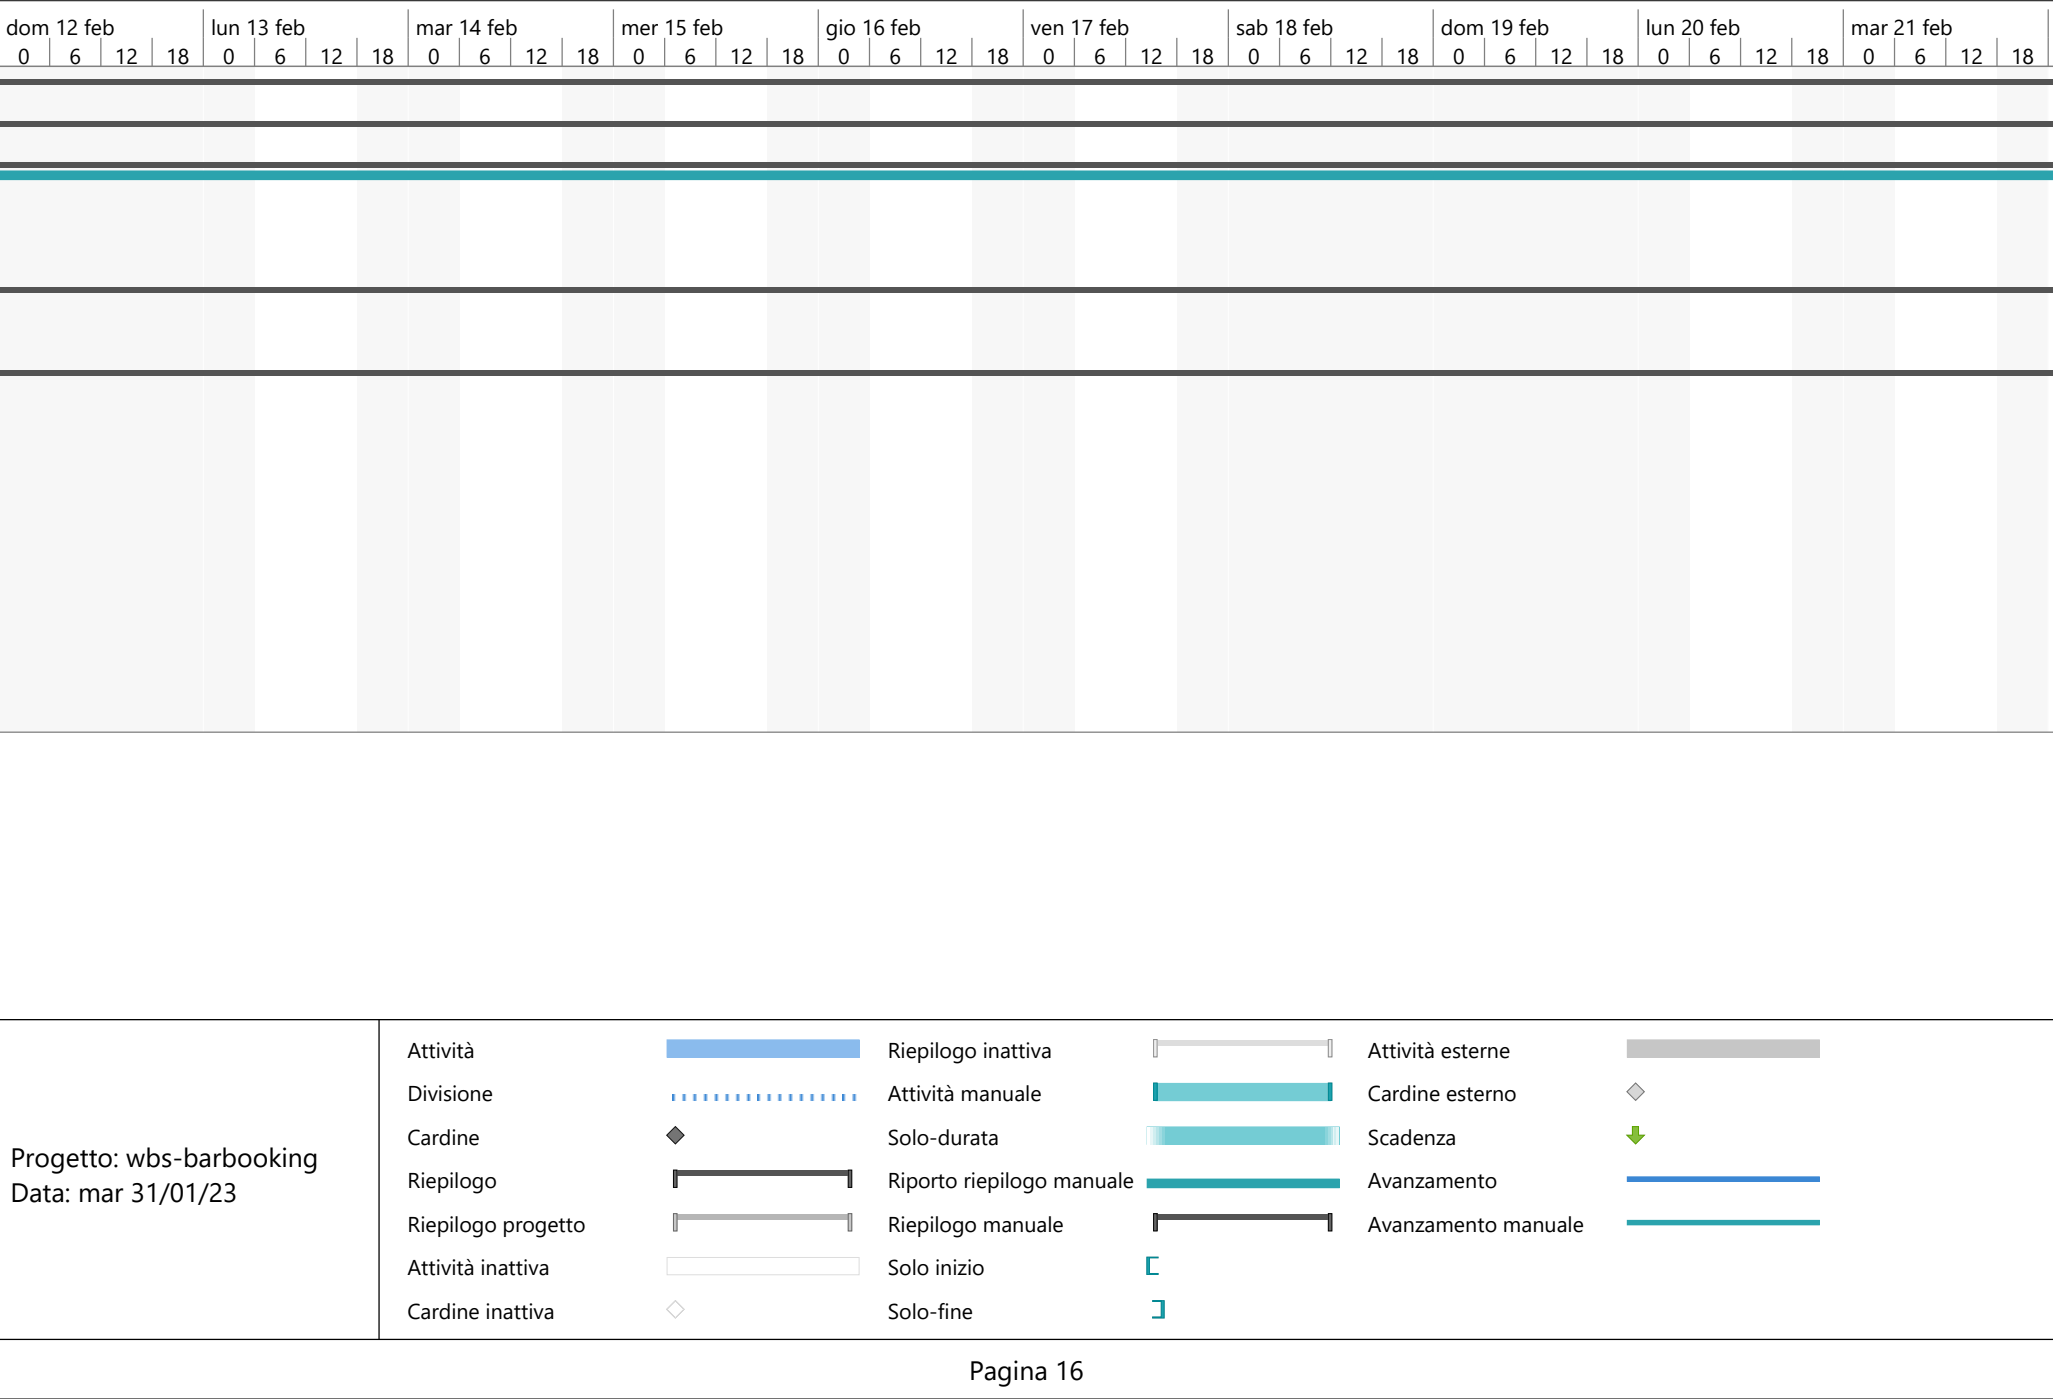 dom 12 feb lun 13 feb mar 14 feb mer 15 feb gio 16 feb ven 17 feb sab 18 feb dom 19 feb lun 20 feb mar 21 feb
0 6 12 18 0 6 12 18 0 6 12 18 0 6 12 18 0 6 12 18 0 6 12 18 0 6 12 18 0 6 12 18 0 6 12 18 0 6 12 18
Progetto: wbs-barbooking
Data: mar 31/01/23
Attività
Divisione
Cardine
Riepilogo
Riepilogo progetto
Attività inattiva
Cardine inattiva
Riepilogo inattiva
Attività manuale
Solo-durata
Riporto riepilogo manuale
Riepilogo manuale
Solo inizio
Solo-fine
Attività esterne
Cardine esterno
Scadenza
Avanzamento
Avanzamento manuale
Pagina 16